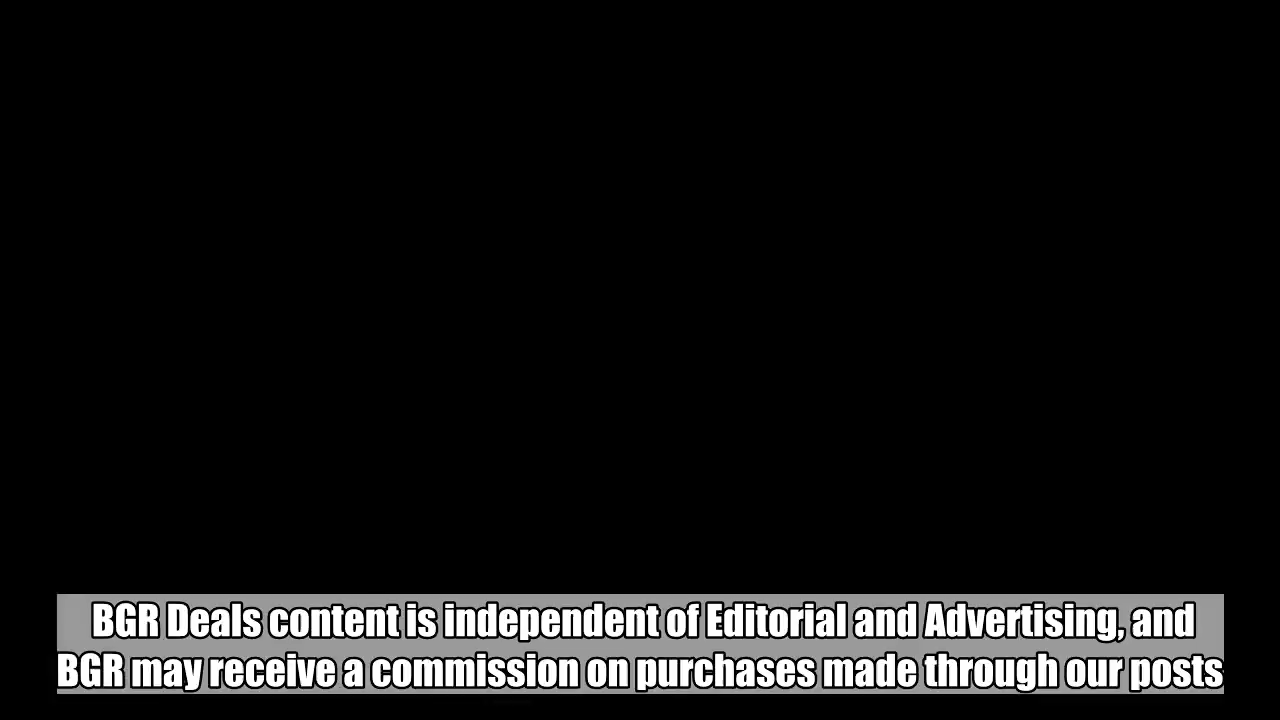 BGR Deals content is independent of Editorial and Advertising, and
BGR may receive a commission on purchases made through our posts